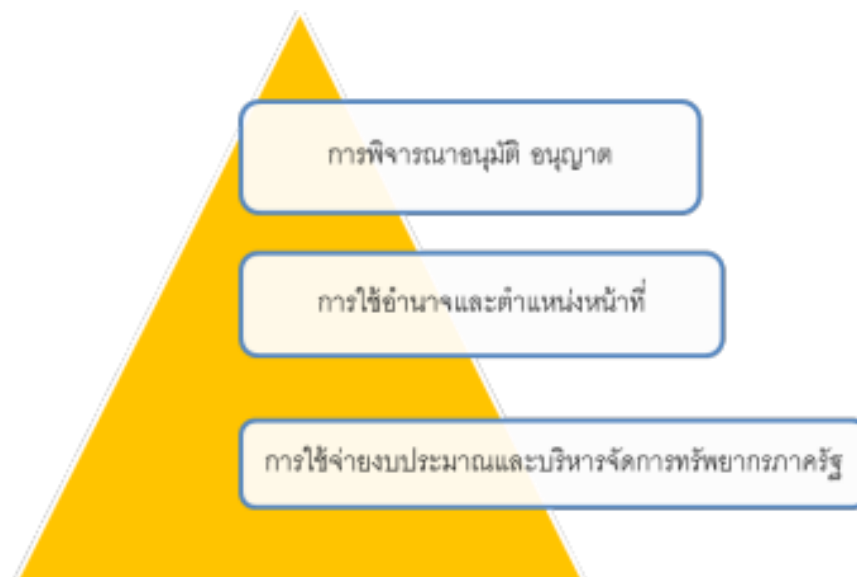 การพิจารณาอนุมัติ อนุญาต
การใช้อำนาจและตำแหน่งหน้าที่
การใช้จ่ายงบประมาณและบริหารจัดการทรัพยากรภาครัฐ